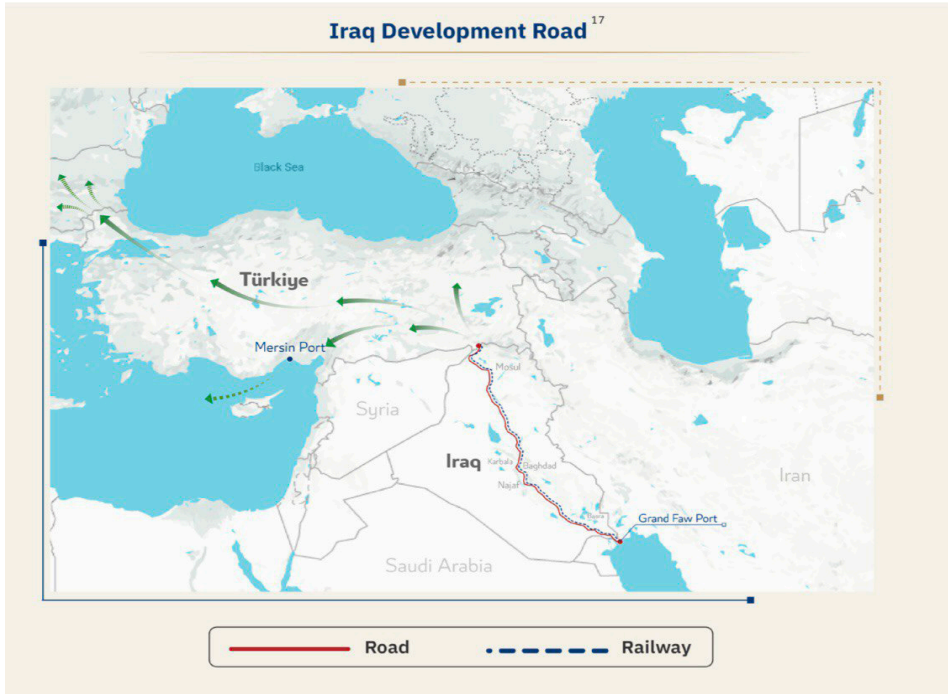 Iraq Development Road 17
Black Sea
Türkiye
Mersin Port
Mosul
Syria
Iraq
Karbala
Baghdad
Najaf
Iran
Basra
Grand Faw Port
Saudi Arabia
Road
Railway